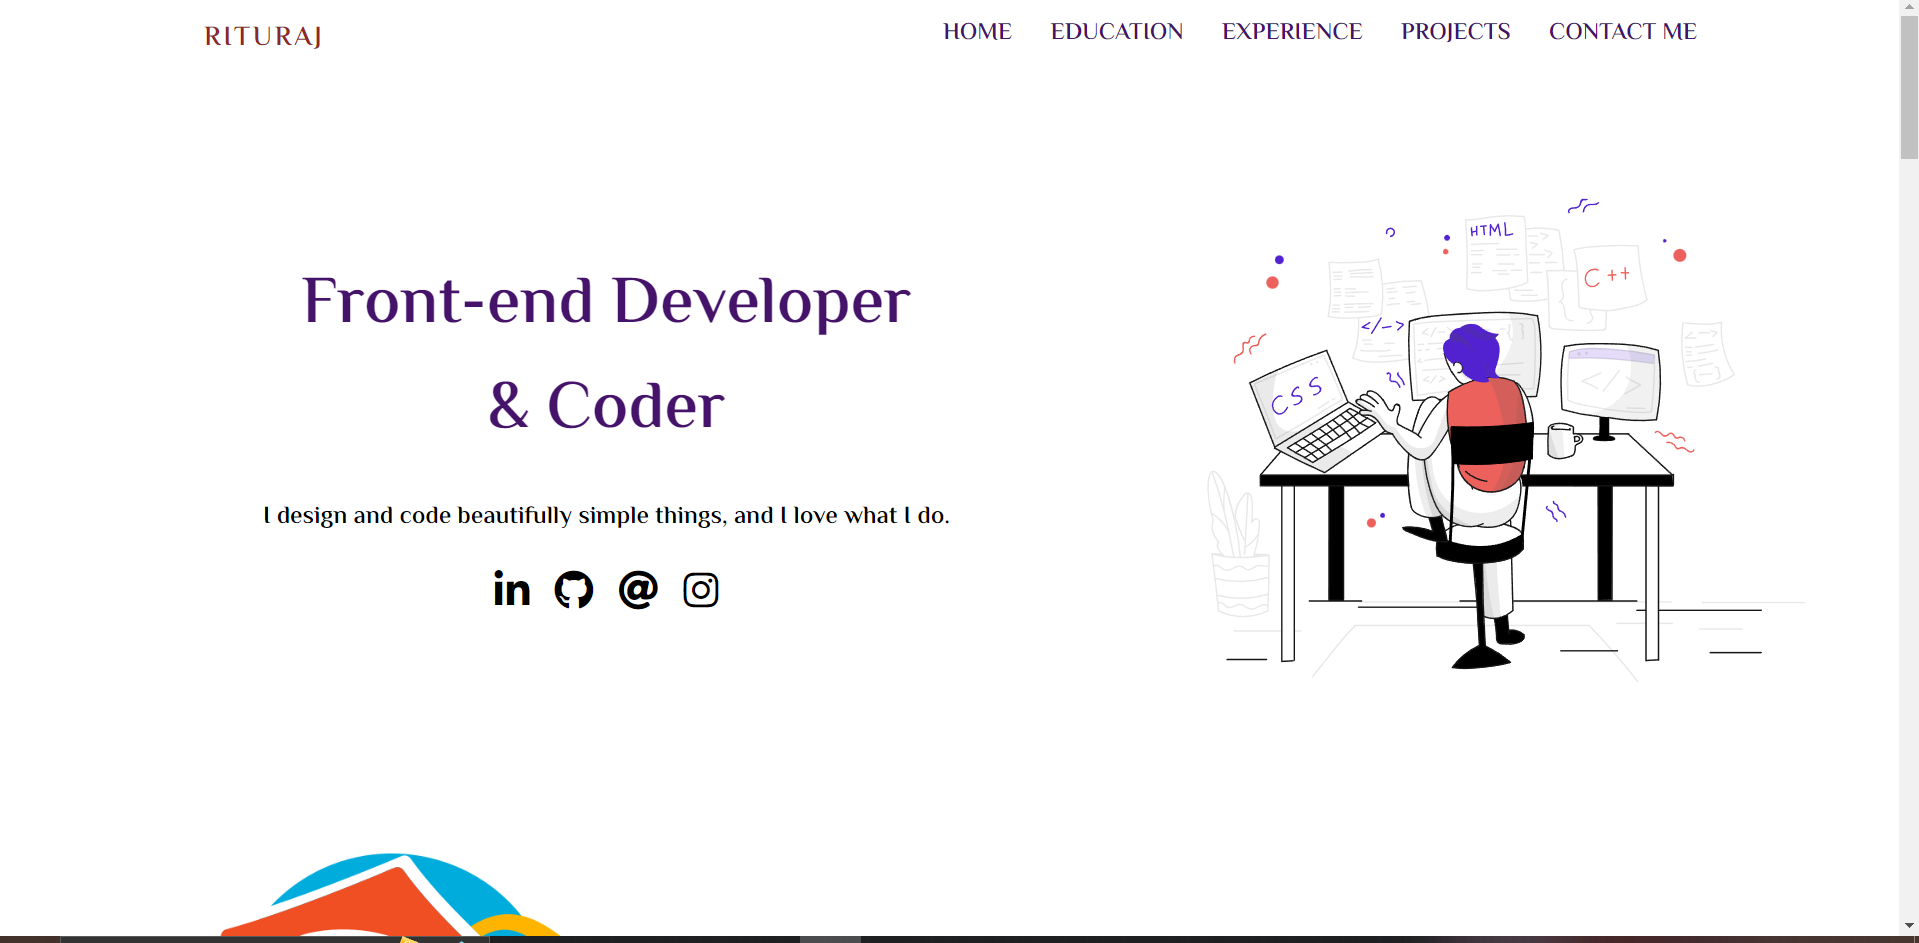 RITURAJ
HOME EDUCATION EXPERIENCE PROJECTS CONTACT ME
Front-end Developer
& Coder
I design and code beautifully simple things, and I love what I do.
in @
HTML
C++
</->
CSS
</>
</>
</>